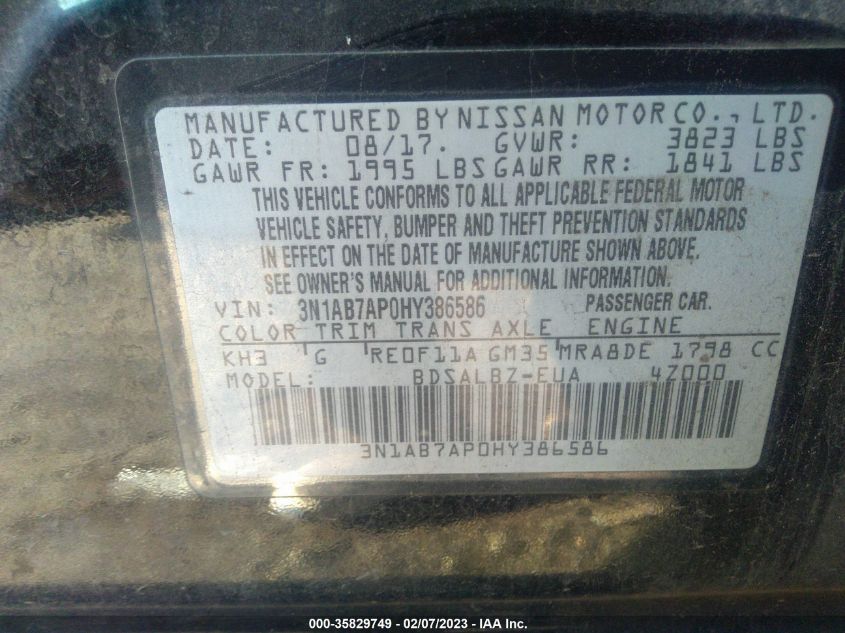 MANUFACTURED BY NISSAN MOTOR CO., LTD.
DATE: 08/17. GVWR: 3823 LBS
GAWR FR: 1995 LBS GAWR RR: 1841 LBS
THIS VEHICLE CONFORMS TO ALL APPLICABLE FEDERAL MOTOR
VEHICLE SAFETY, BUMPER AND THEFT PREVENTION STANDARDS
IN EFFECT ON THE DATE OF MANUFACTURE SHOWN ABOVE.
SEE OWNER'S MANUAL FOR ADDITIONAL INFORMATION.
VIN: 3N1AB7AP0HY386586 PASSENGER CAR.
COLOR TRIM TRANS AXLE ENGINE
KH3 G RE0F11A GM35 MRA8DE 1798 CC
MODEL: BDSALBZ-EUA 4Z000
3N1AB7AP0HY386586
000-35829749 - 02/07/2023 - IAA Inc.